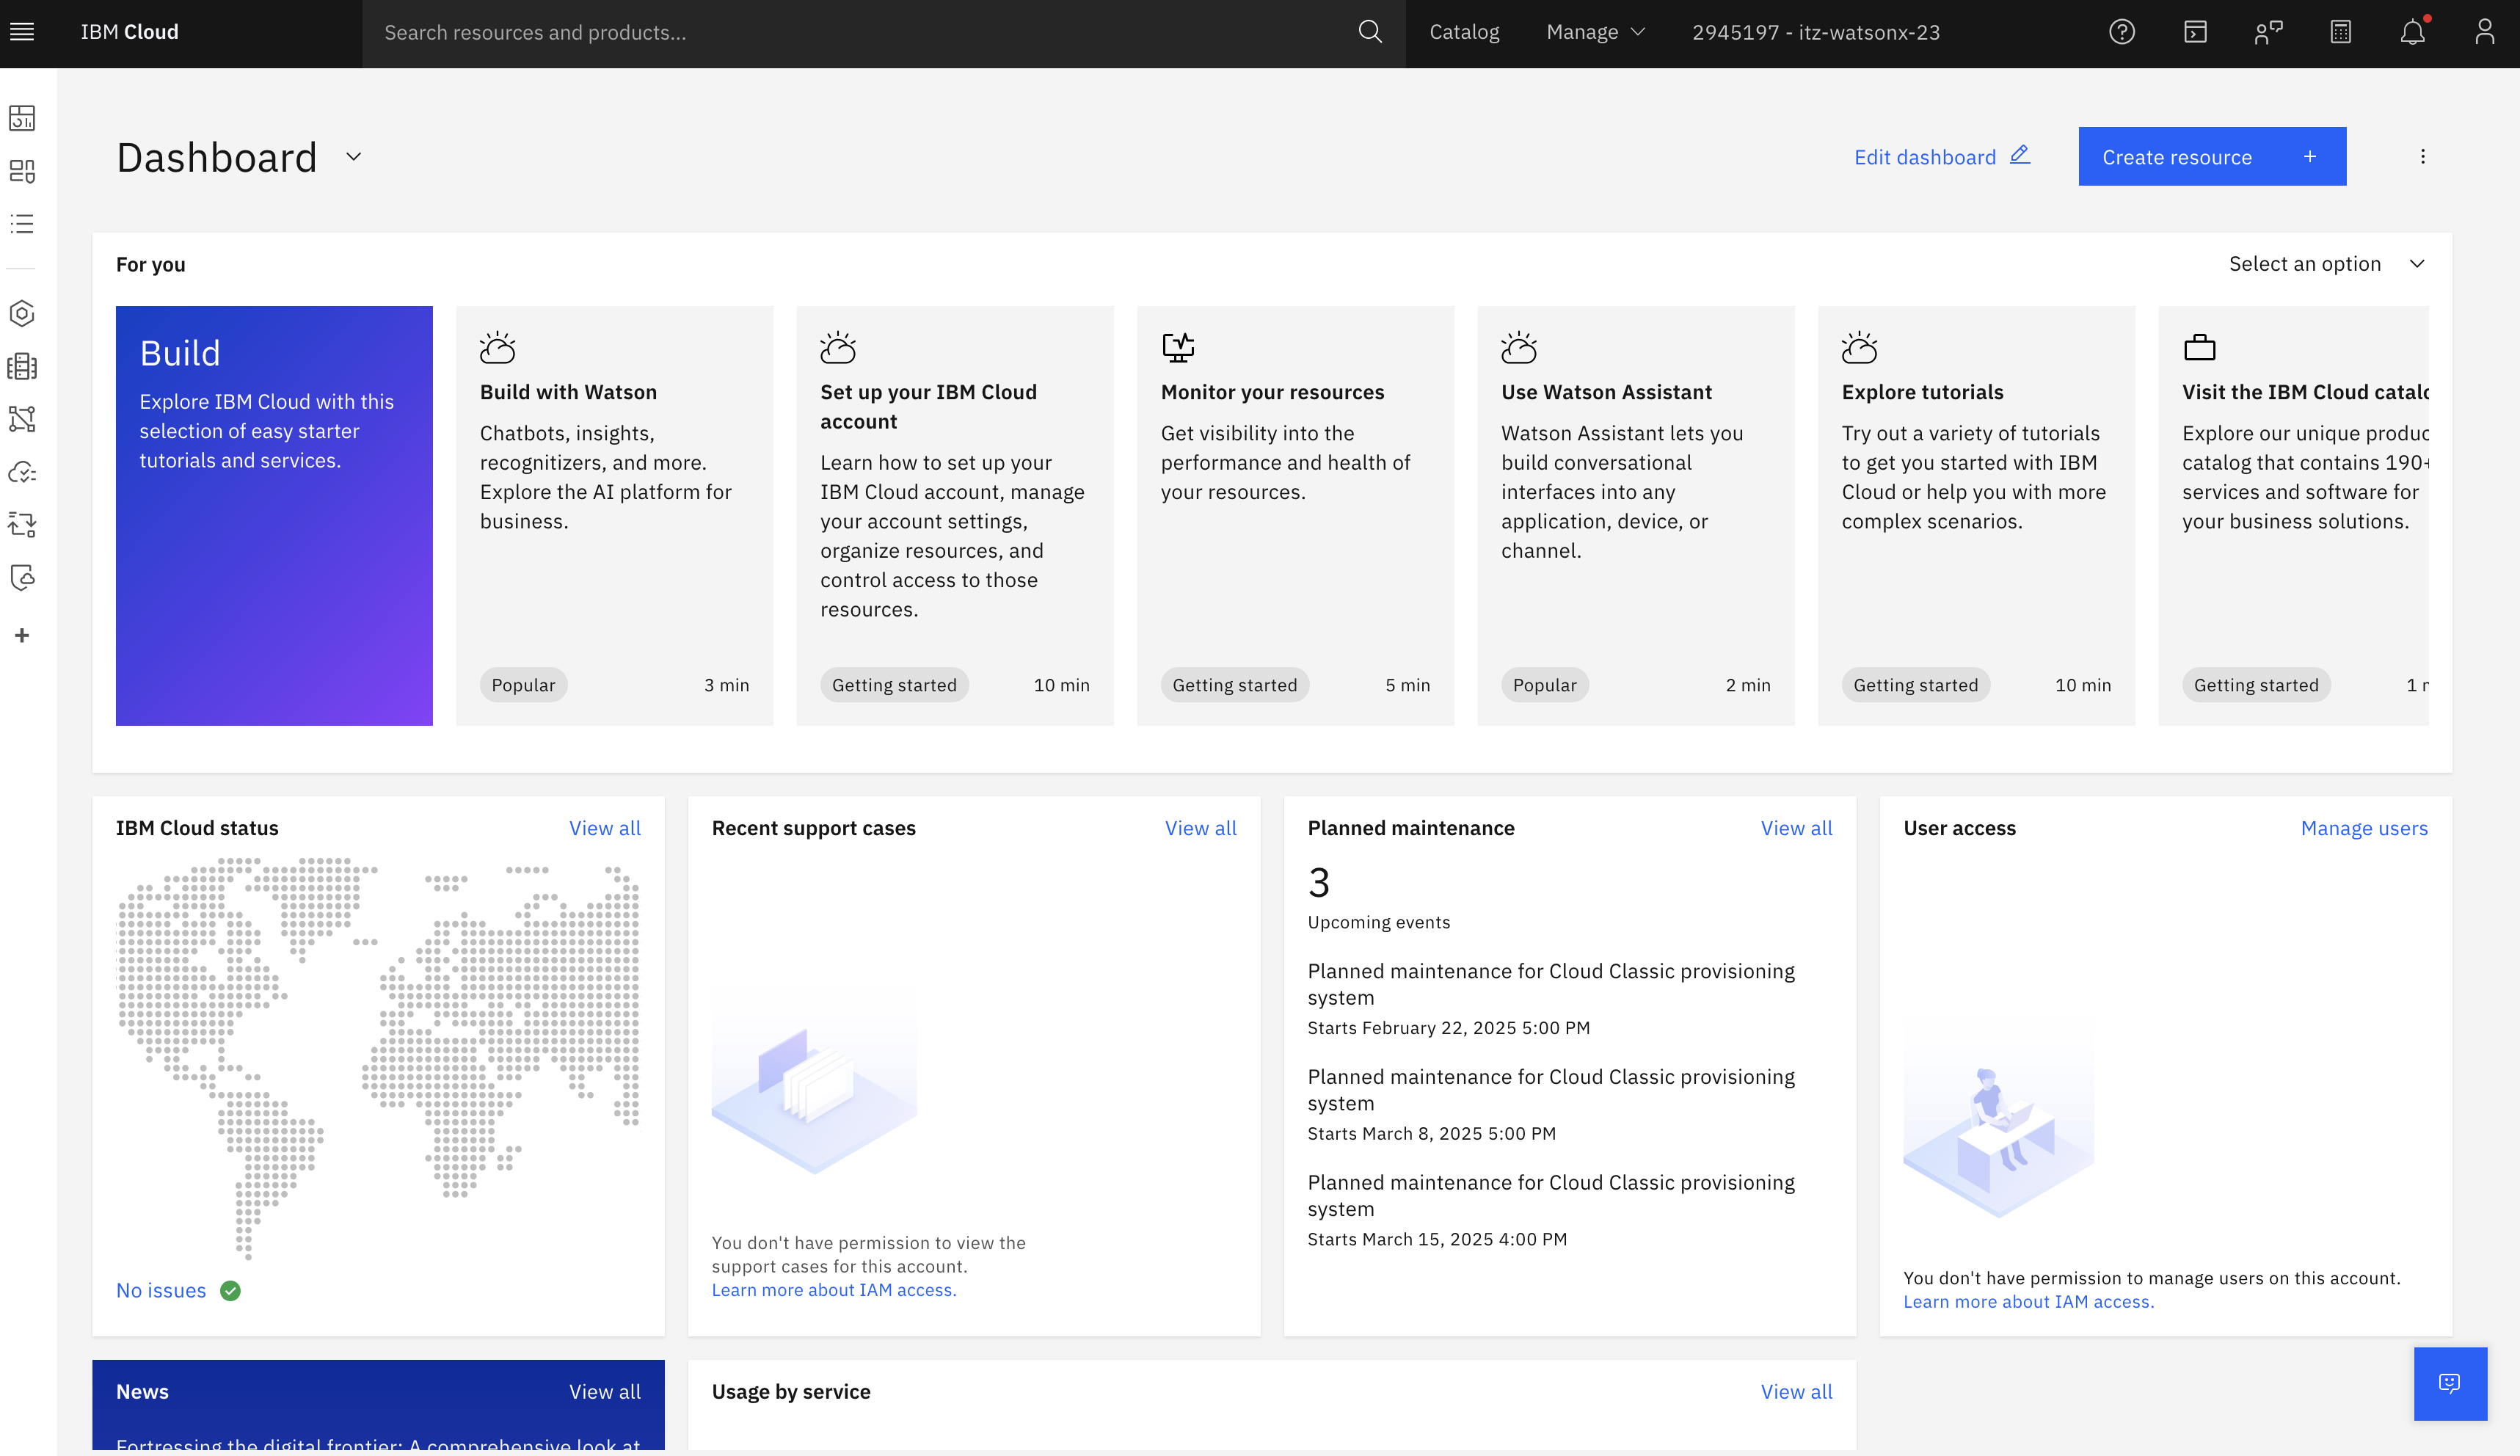 IBM Cloud
Search resources and products...
Catalog
Manage
2945197 - itz-watsonx-23
Dashboard
Edit dashboard
Create resource
For you
Select an option
Build
Explore IBM Cloud with this
selection of easy starter
tutorials and services.
Build with Watson
Chatbots, insights,
recognitizers, and more.
Explore the AI platform for
business.
Popular
3 min
Set up your IBM Cloud
account
Learn how to set up your
IBM Cloud account, manage
your account settings,
organize resources, and
control access to those
resources.
Getting started
10 min
Monitor your resources
Get visibility into the
performance and health of
your resources.
Getting started
5 min
Use Watson Assistant
Watson Assistant lets you
build conversational
interfaces into any
application, device, or
channel.
Popular
2 min
Explore tutorials
Try out a variety of tutorials
to get you started with IBM
Cloud or help you with more
complex scenarios.
Getting started
10 min
Visit the IBM Cloud
Explore our unique
catalog that contains 190+
services and software for
your business solutions.
Getting started
1
IBM Cloud status
View all
No issues
Recent support cases
View all
You don't have permission to view the
support cases for this account.
Learn more about IAM access.
Planned maintenance
View all
3
Upcoming events
Planned maintenance for Cloud Classic provisioning
system
Starts February 22, 2025 5:00 PM
Planned maintenance for Cloud Classic provisioning
system
Starts March 8, 2025 5:00 PM
Planned maintenance for Cloud Classic provisioning
system
Starts March 15, 2025 4:00 PM
User access
Manage users
You don't have permission to manage users on this account.
Learn more about IAM access.
News
View all
Fortressing the digital frontier: A comprehensive look at
Usage by service
View all